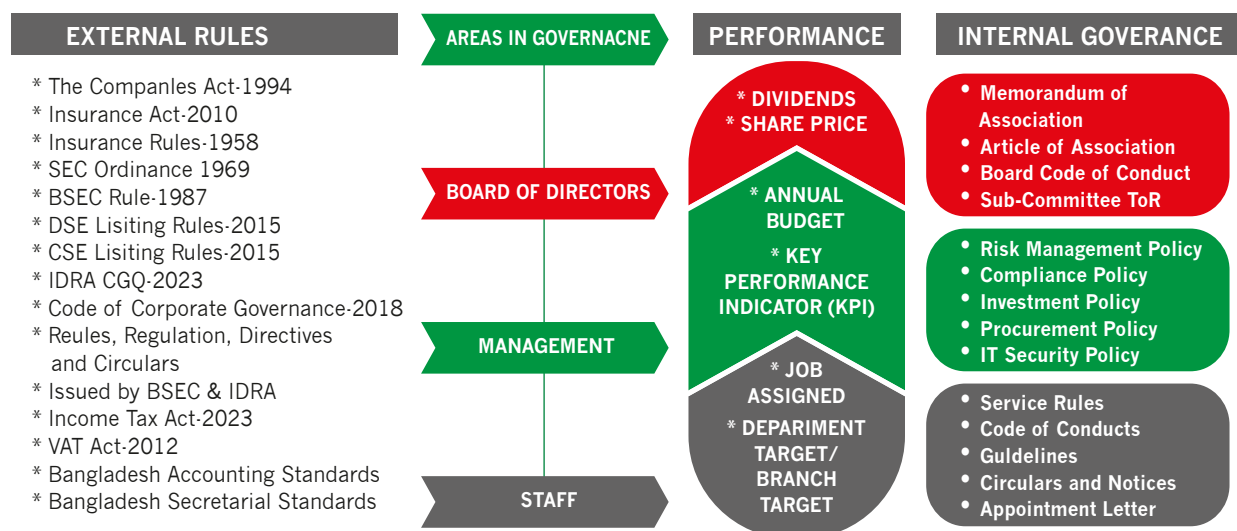 EXTERNAL RULES
* The Companles Act-1994
* Insurance Act-2010
* Insurance Rules-1958
* SEC Ordinance 1969
* BSEC Rule-1987
* DSE Lisiting Rules-2015
* CSE Lisiting Rules-2015
* IDRA CGQ-2023
* Code of Corporate Governance-2018
* Reules, Regulation, Directives
and Circulars
* Issued by BSEC & IDRA
* Income Tax Act-2023
* VAT Act-2012
* Bangladesh Accounting Standards
* Bangladesh Secretarial Standards
AREAS IN GOVERNACNE
BOARD OF DIRECTORS
MANAGEMENT
STAFF
PERFORMANCE
* DIVIDENDS
* SHARE PRICE
* ANNUAL
BUDGET
* KEY
PERFORMANCE
INDICATOR (KPI)
* JOB
ASSIGNED
* DEPARIMENT
TARGET/
BRANCH
TARGET
INTERNAL GOVERANCE
• Memorandum of
Association
• Article of Association
• Board Code of Conduct
• Sub-Committee ToR
• Risk Management Policy
• Compliance Policy
• Investment Policy
• Procurement Policy
• IT Security Policy
• Service Rules
• Code of Conducts
• Guldelines
• Circulars and Notices
• Appointment Letter